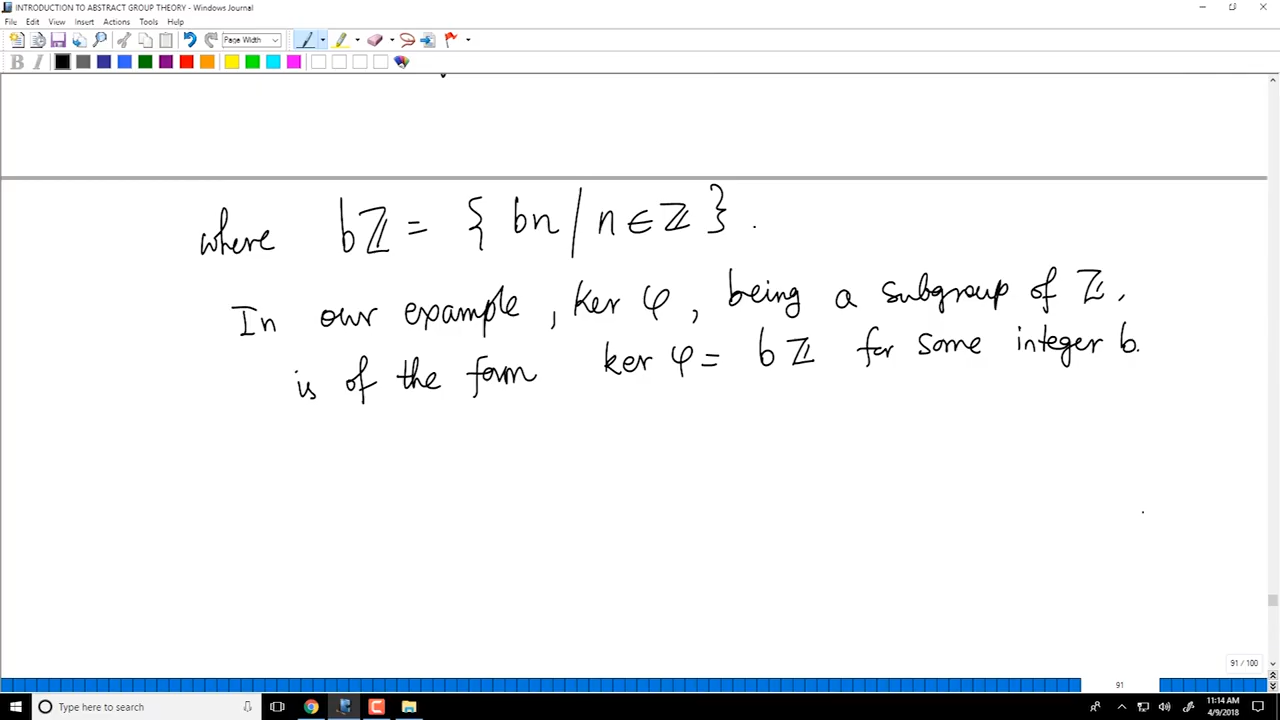 INTRODUCTION TO ABSTRACT GROUP THEORY - Windows Journal
File Edit View Insert Actions Tools Help
Page Width
B I
where bℤ = { bn / n ∈ ℤ } .
In our example, ker φ, being a subgroup of ℤ,
is of the form ker φ = bℤ for some integer b.
91 / 100
91
Type here to search
11:14 AM
4/9/2018